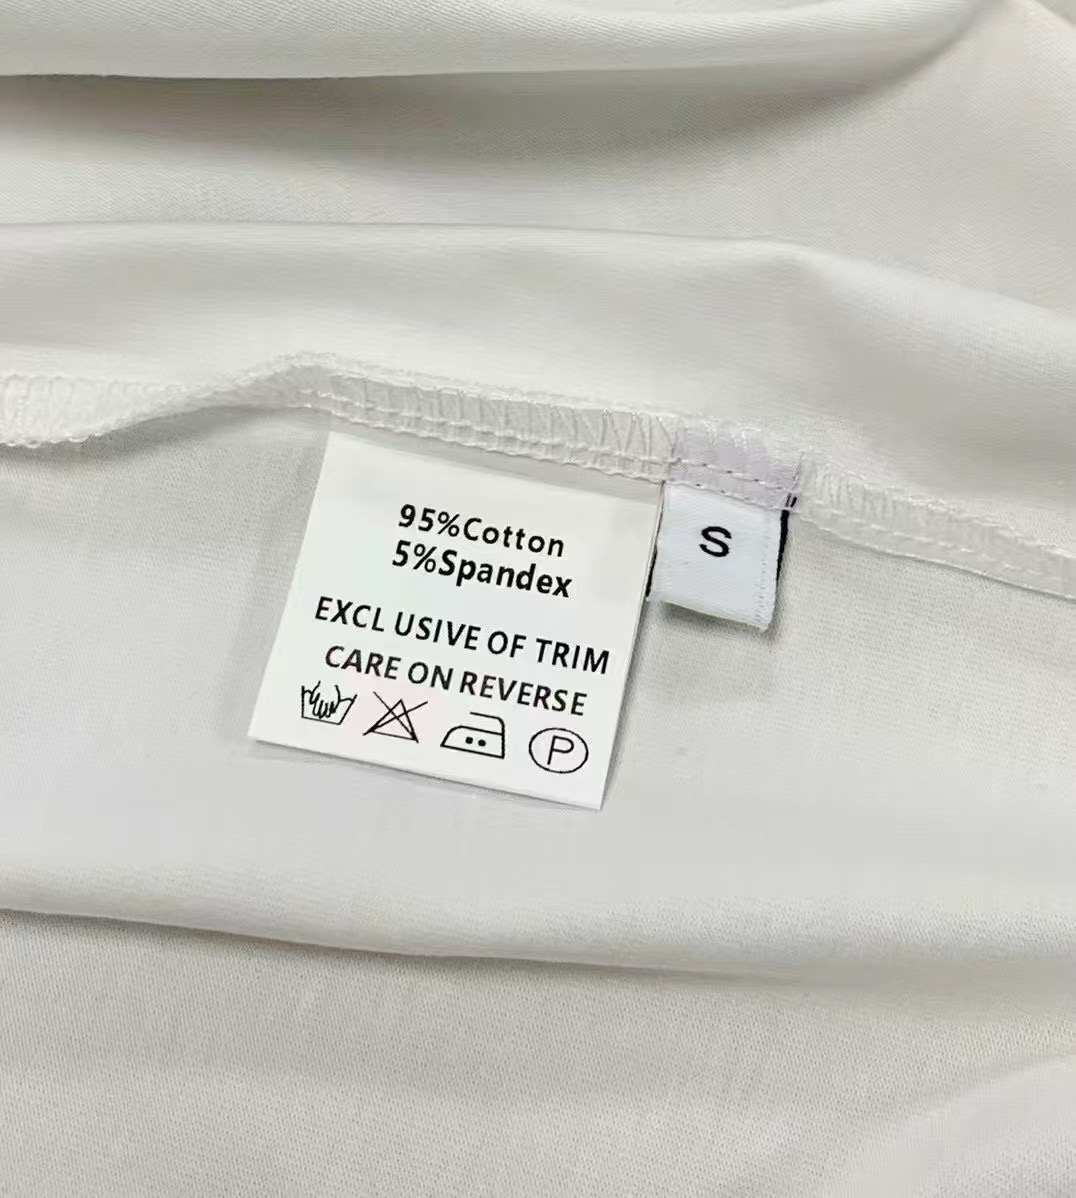 95%Cotton
5%Spandex
EXCL USIVE OF TRIM
CARE ON REVERSE
P
S